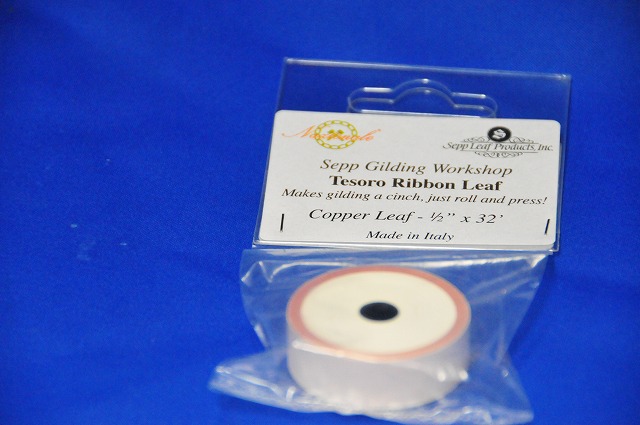 Sepp Leaf Products, Inc.
Sepp Gilding Workshop
Tesoro Ribbon Leaf
Makes gilding a cinch, just roll and press!
Copper Leaf - ½" x 32'
Made in Italy